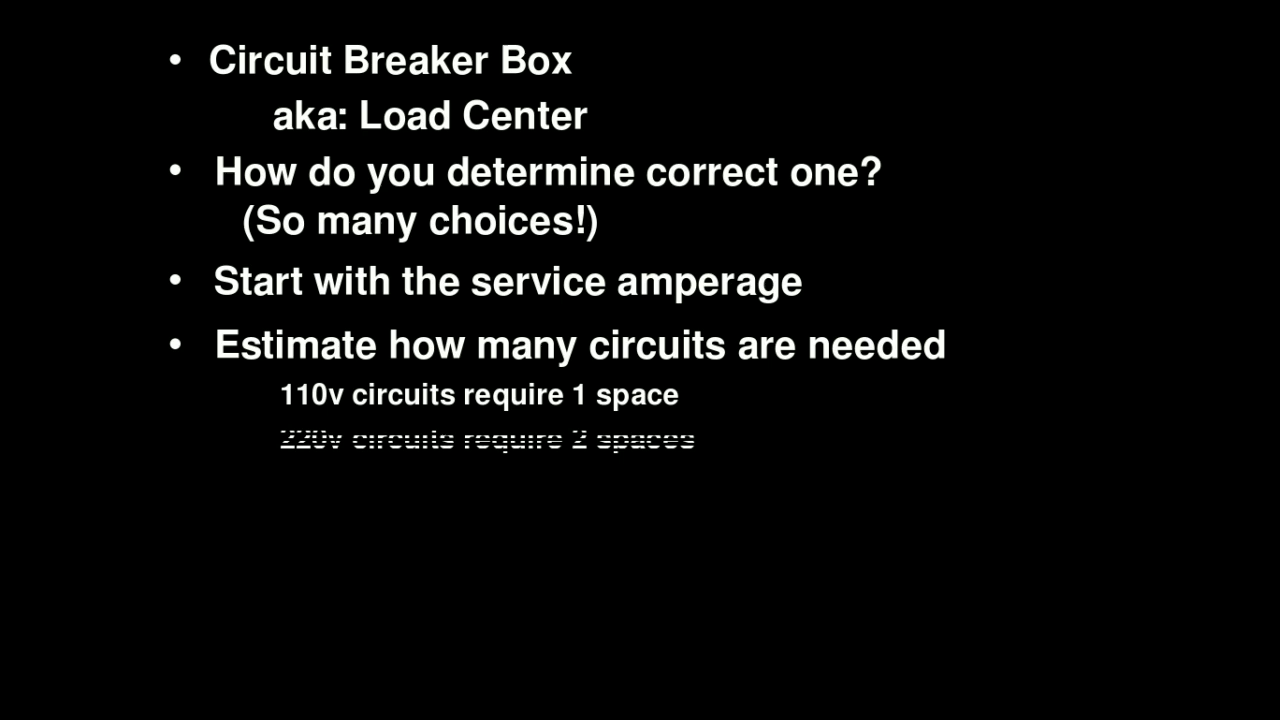 • Circuit Breaker Box
aka: Load Center
• How do you determine correct one?
(So many choices!)
• Start with the service amperage
• Estimate how many circuits are needed
110v circuits require 1 space
220v circuits require 2 spaces